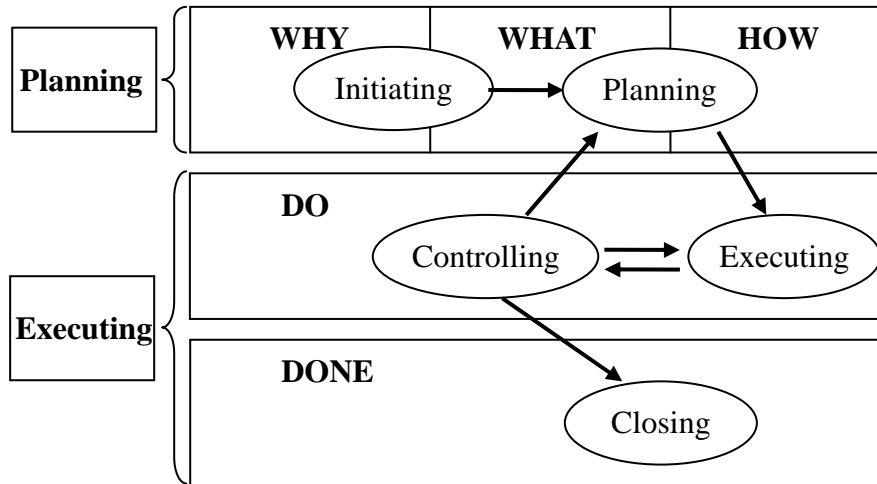 WHY WHAT HOW
Planning
Initiating Planning
DO
Controlling Executing
Executing
DONE
Closing